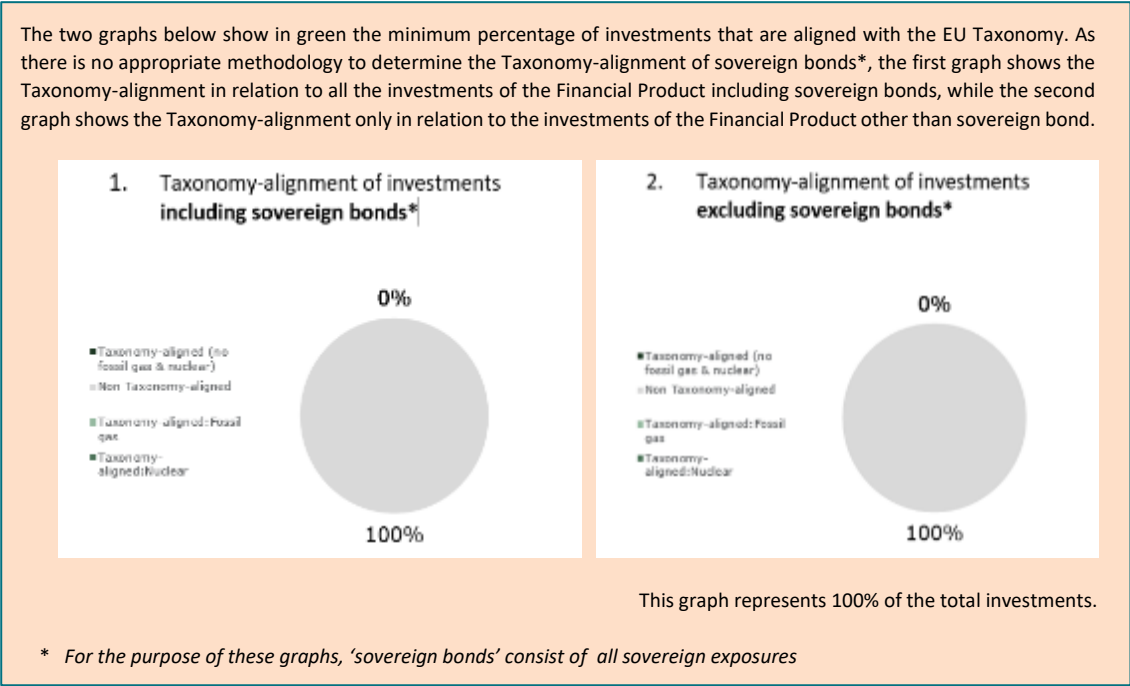 The two graphs below show in green the minimum percentage of investments that are aligned with the EU Taxonomy. As
there is no appropriate methodology to determine the Taxonomy-alignment of sovereign bonds*, the first graph shows the
Taxonomy-alignment in relation to all the investments of the Financial Product including sovereign bonds, while the second
graph shows the Taxonomy-alignment only in relation to the investments of the Financial Product other than sovereign bond.
1. Taxonomy-alignment of investments
including sovereign bonds*
0%
Taxonomy-aligned (no
fossil gas & nuclear)
Non Taxonomy-aligned
Taxonomy-aligned:Fossil
gas
Taxonomy-
aligned:Nuclear
100%
2. Taxonomy-alignment of investments
excluding sovereign bonds*
0%
Taxonomy-aligned (no
fossil gas & nuclear)
Non Taxonomy-aligned
Taxonomy-aligned:Fossil
gas
Taxonomy-
aligned:Nuclear
100%
This graph represents 100% of the total investments.
* For the purpose of these graphs, ‘sovereign bonds’ consist of all sovereign exposures